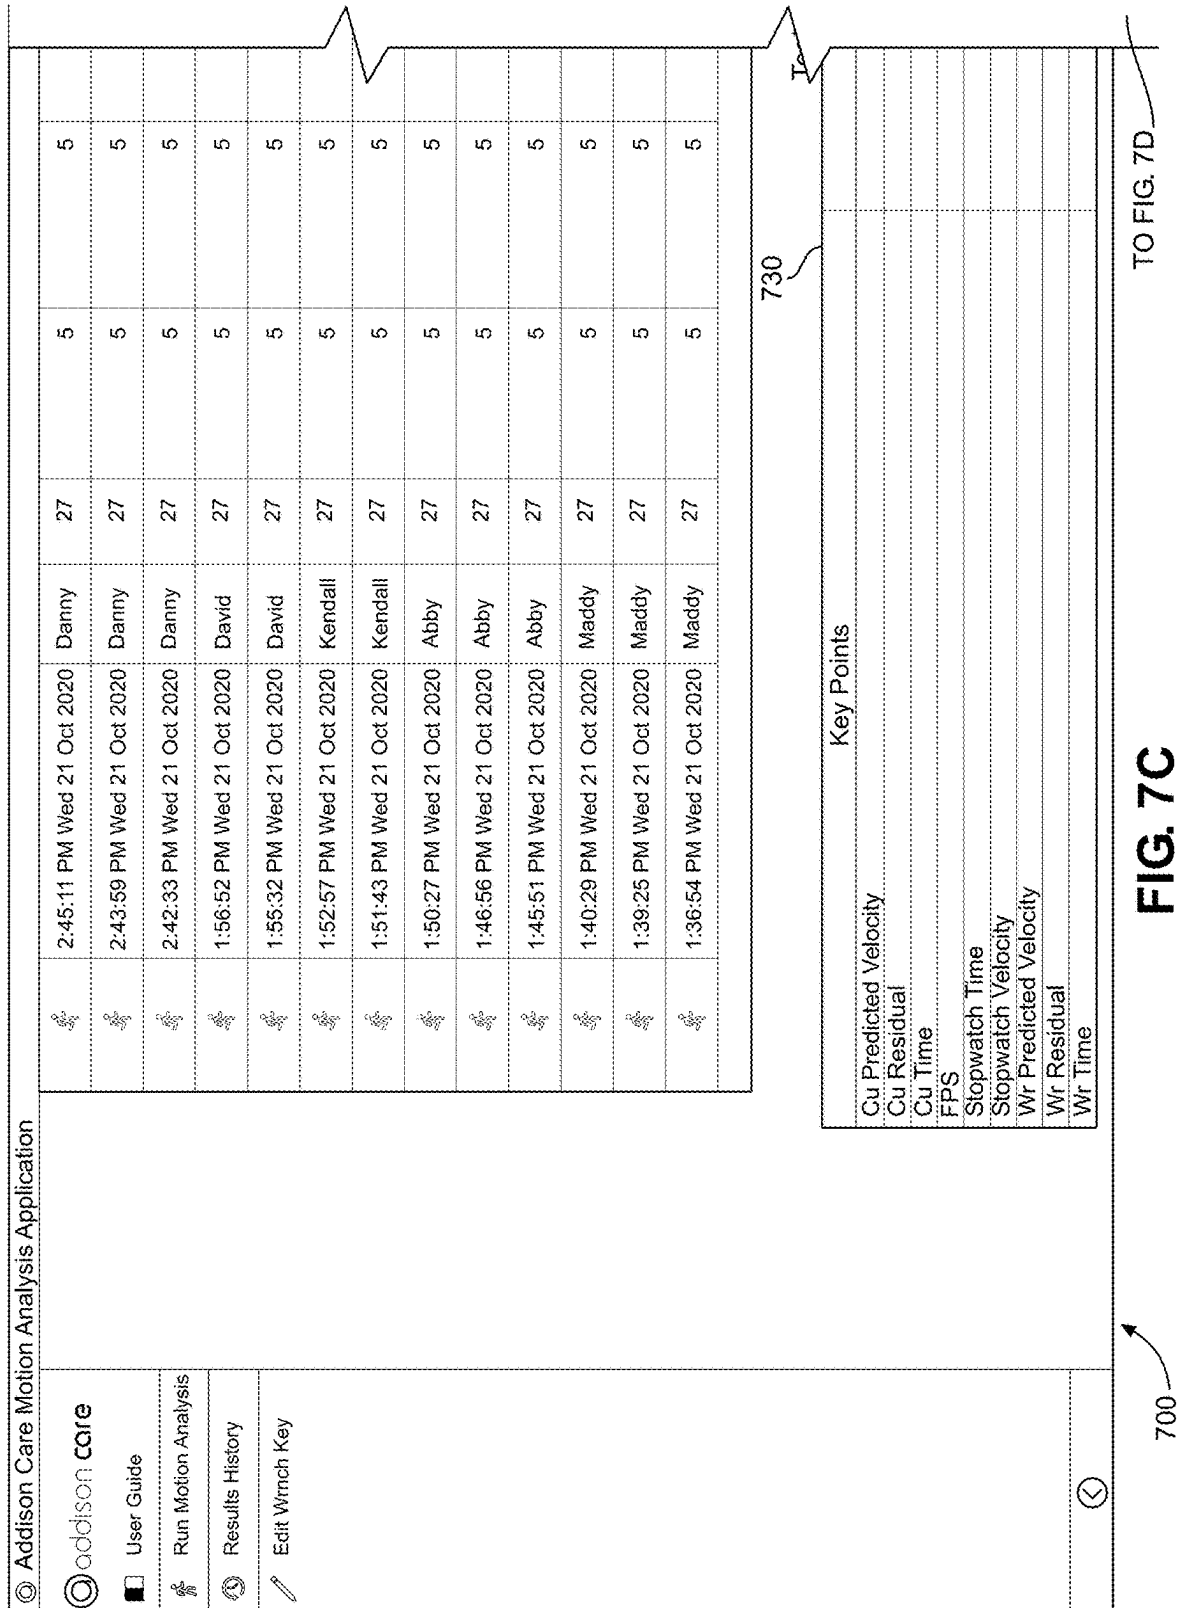 Addison Care Motion Analysis Application
addison care
User Guide
Run Motion Analysis
Results History
Edit Wrnch Key
2:45:11 PM Wed 21 Oct 2020 Danny 27 5 5
2:43:59 PM Wed 21 Oct 2020 Danny 27 5 5
2:42:33 PM Wed 21 Oct 2020 Danny 27 5 5
1:56:52 PM Wed 21 Oct 2020 David 27 5 5
1:55:32 PM Wed 21 Oct 2020 David 27 5 5
1:52:57 PM Wed 21 Oct 2020 Kendall 27 5 5
1:51:43 PM Wed 21 Oct 2020 Kendall 27 5 5
1:50:27 PM Wed 21 Oct 2020 Abby 27 5 5
1:46:56 PM Wed 21 Oct 2020 Abby 27 5 5
1:45:51 PM Wed 21 Oct 2020 Abby 27 5 5
1:40:29 PM Wed 21 Oct 2020 Maddy 27 5 5
1:39:25 PM Wed 21 Oct 2020 Maddy 27 5 5
1:36:54 PM Wed 21 Oct 2020 Maddy 27 5 5
730
Key Points
Cu Predicted Velocity
Cu Residual
Cu Time
FPS
Stopwatch Time
Stopwatch Velocity
Wr Predicted Velocity
Wr Residual
Wr Time
700
TO FIG. 7D
FIG. 7C